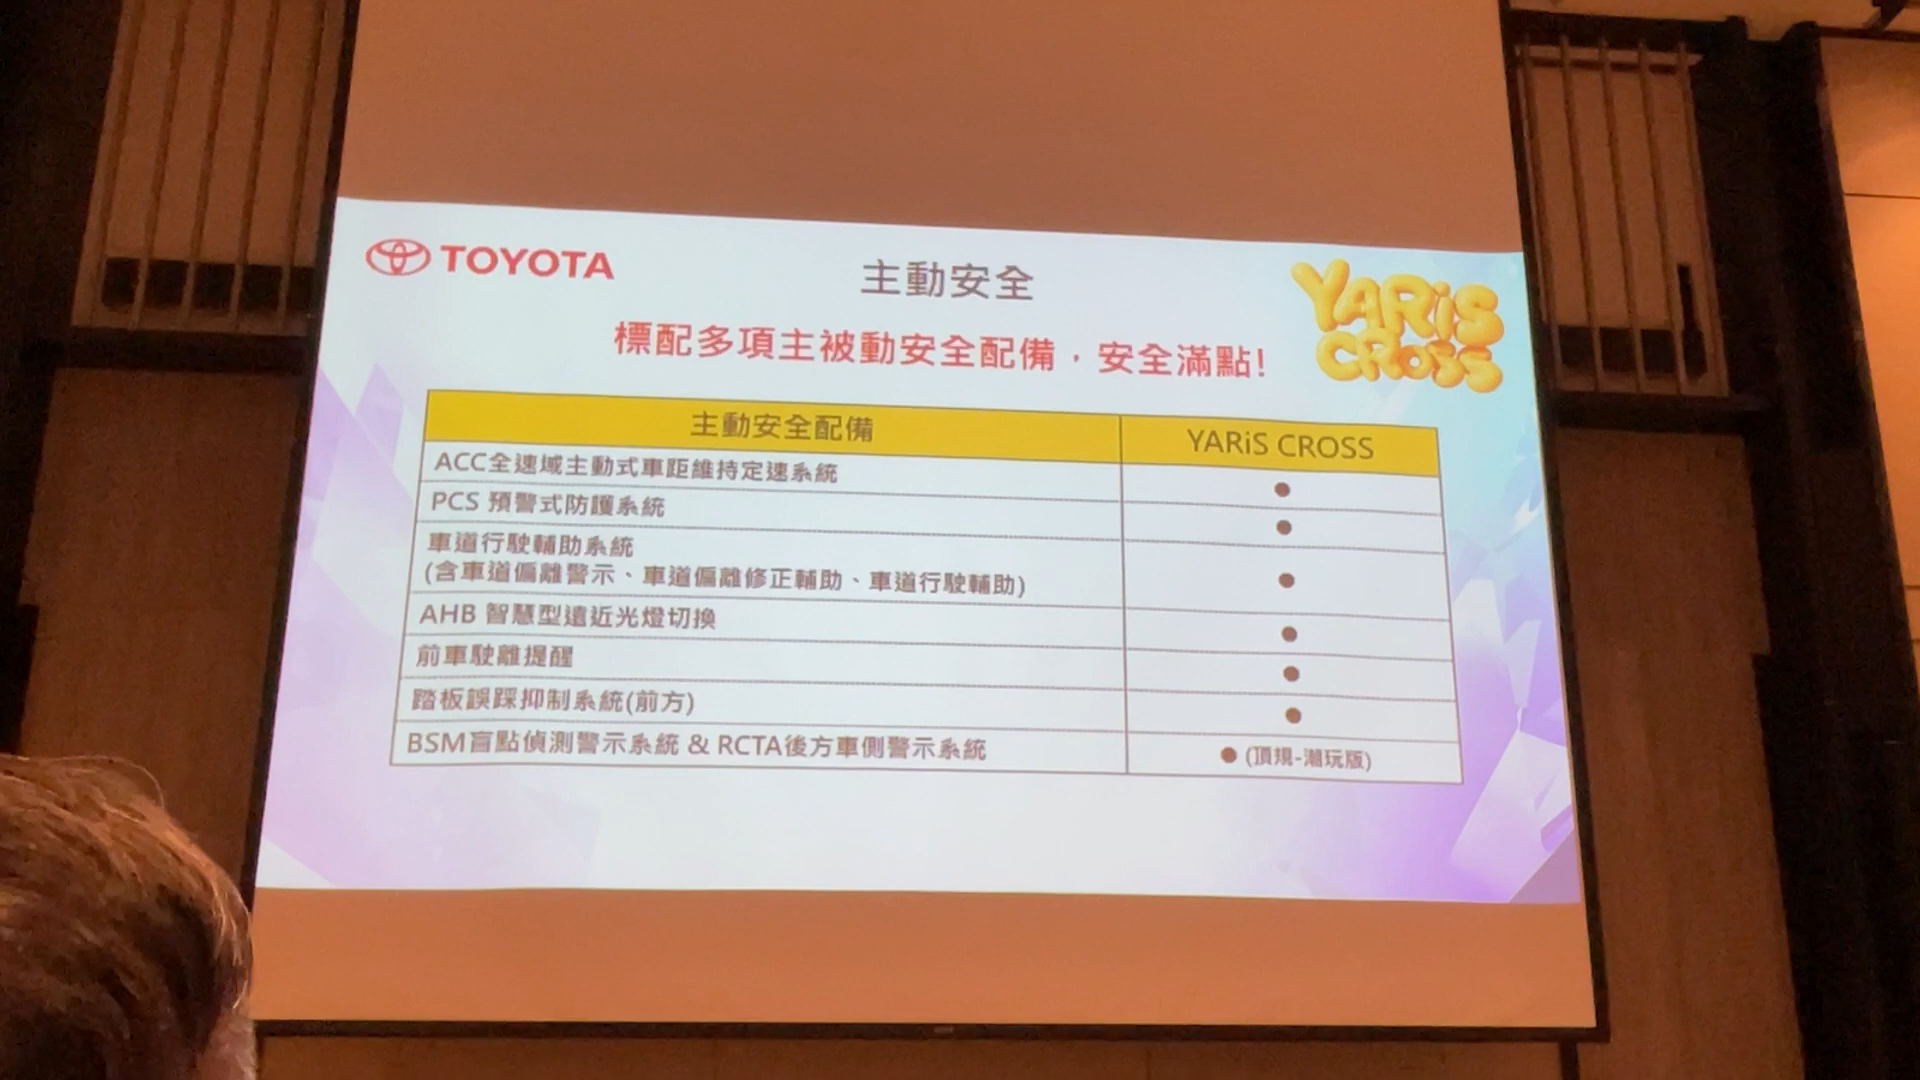 TOYOTA
主動安全
YARiS
CROSS
標配多項主被動安全配備，安全滿點!
主動安全配備
YARiS CROSS
ACC全速域主動式車距維持定速系統
●
PCS 預警式防護系統
●
車道行駛輔助系統
(含車道偏離警示、車道偏離修正輔助、車道行駛輔助)
●
AHB 智慧型遠近光燈切換
●
前車駛離提醒
●
踏板誤踩抑制系統(前方)
●
BSM盲點偵測警示系統 & RCTA後方車側警示系統
● (頂規-潮玩版)